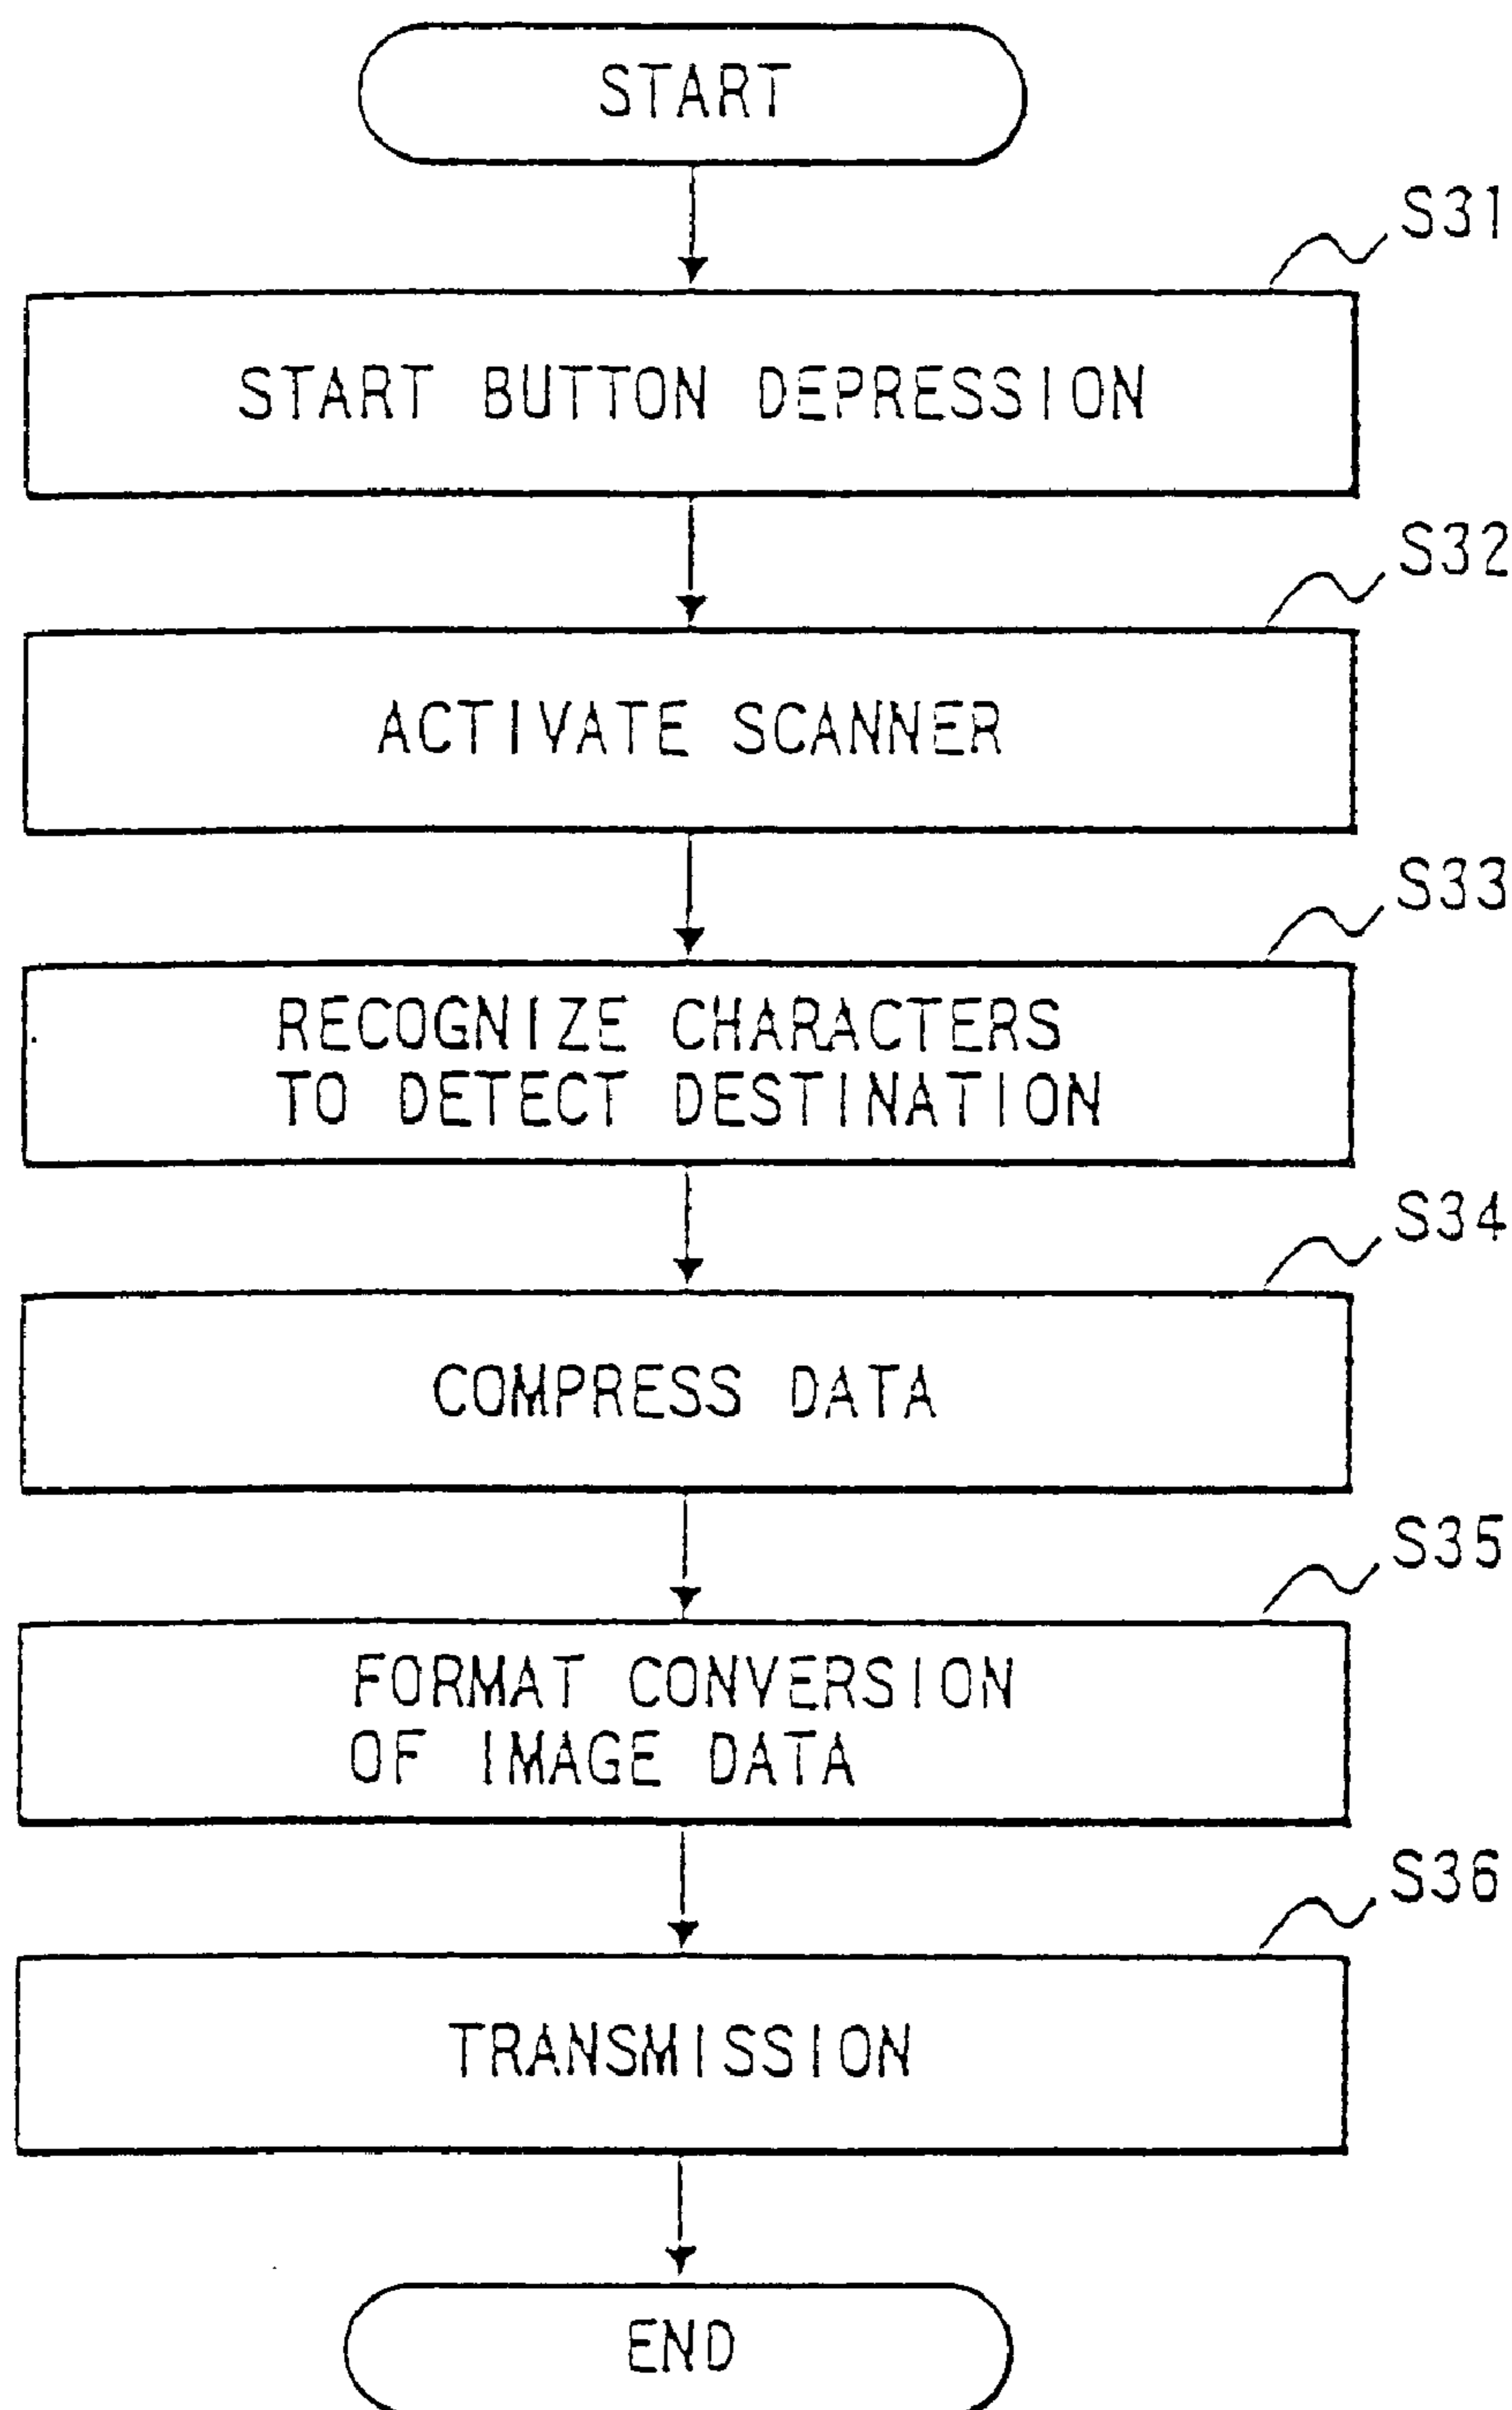 START
S31
START BUTTON DEPRESSION
S32
ACTIVATE SCANNER
S33
RECOGNIZE CHARACTERS
TO DETECT DESTINATION
S34
COMPRESS DATA
S35
FORMAT CONVERSION
OF IMAGE DATA
S36
TRANSMISSION
END